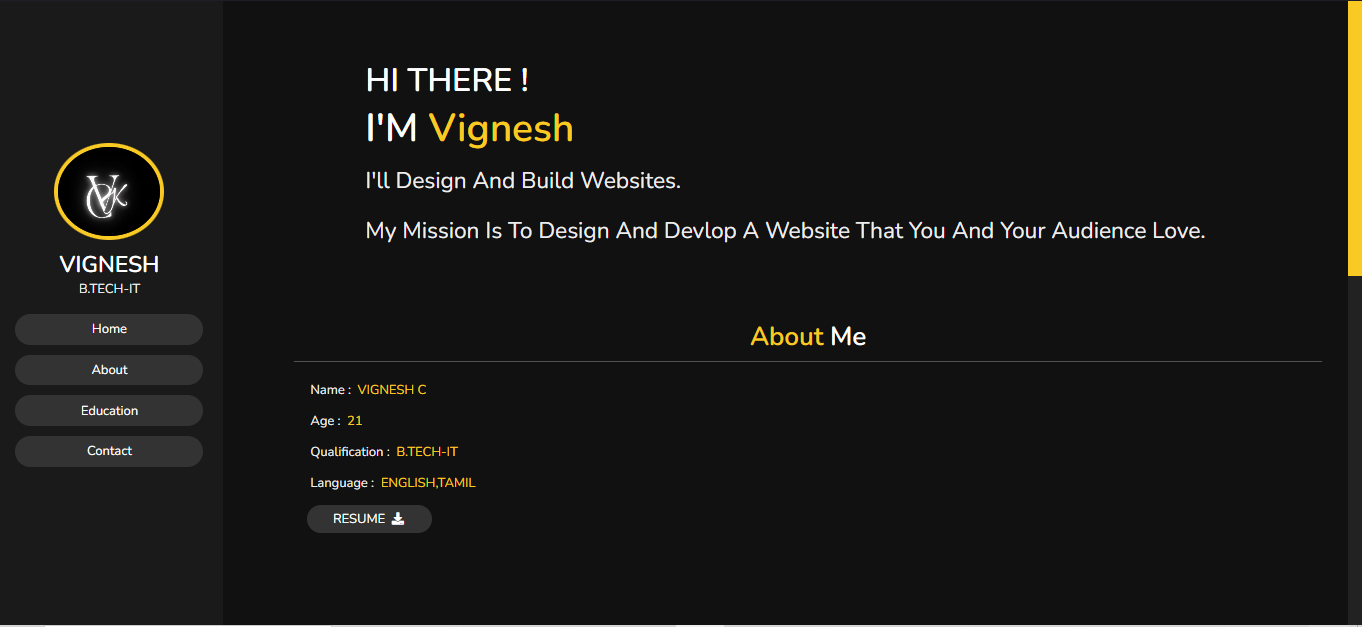 HI THERE !
I'M Vignesh
I'll Design And Build Websites.
My Mission Is To Design And Devlop A Website That You And Your Audience Love.
VIGNESH
B.TECH-IT
Home
About
Education
Contact
About Me
Name : VIGNESH C
Age : 21
Qualification : B.TECH-IT
Language : ENGLISH,TAMIL
RESUME